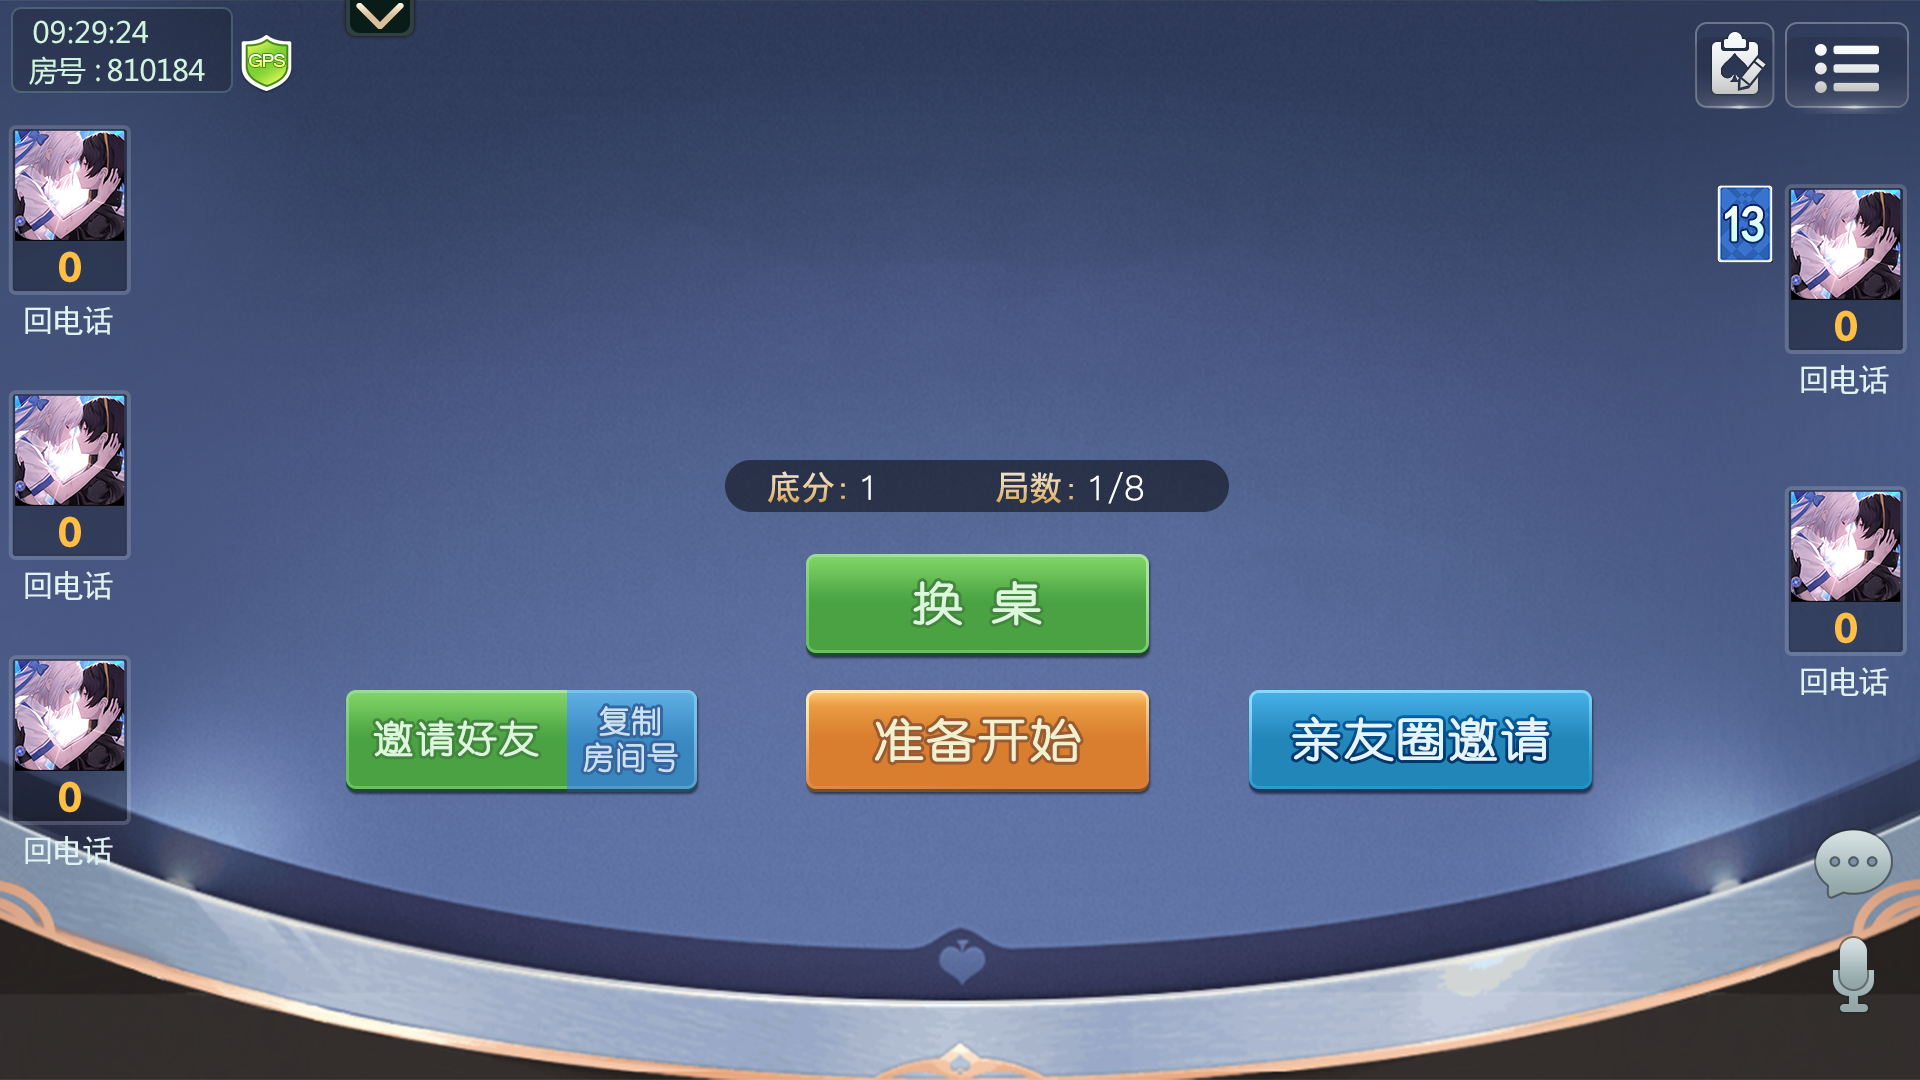 09:29:24
房号:810184
GPS
0
回电话
13
0
回电话
0
回电话
底分: 1 局数: 1/8
0
回电话
换 桌
邀请好友
复制
房间号
准备开始
亲友圈邀请
0
回电话